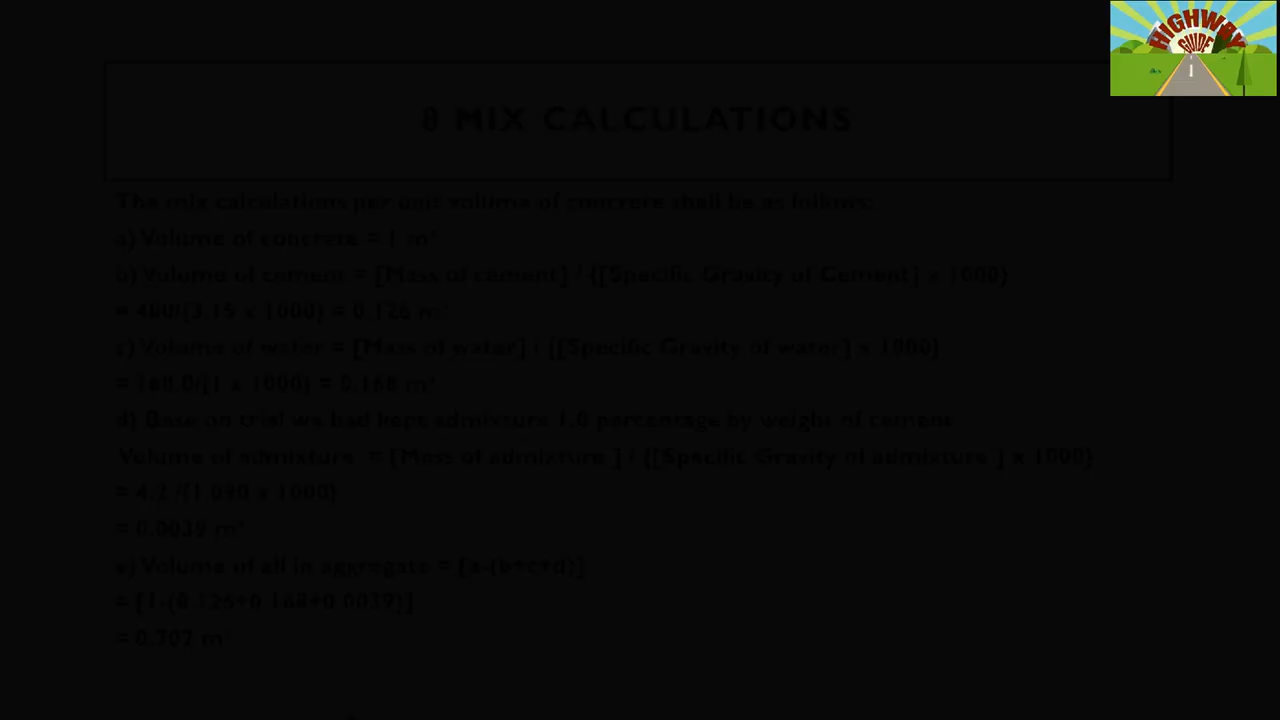 HIGHWAY
GUIDE
8 MIX CALCULATIONS
The mix calculations per unit volume of concrete shall be as follows:
a) Volume of concrete = 1 m³
b) Volume of cement = [Mass of cement] / {[Specific Gravity of Cement] x 1000}
= 400/(3.15 x 1000) = 0.126 m³
c) Volume of water = [Mass of water] / {[Specific Gravity of water] x 1000}
/[1 x 1000} = 0.168 m³
d) Base on trial we had kept admixture 1.0 percentage by weight of cement
Volume of admixture = [Mass of admixture ] / {[Specific Gravity of admixture ] x 1000}
= 4.2 /(1.090 x 1000)
= 0.0039 m³
e) Volume of all in aggregate = [a-(b+c+d)]
= [1-(0.126+0.168+0.0039)]
= 0.702 m³